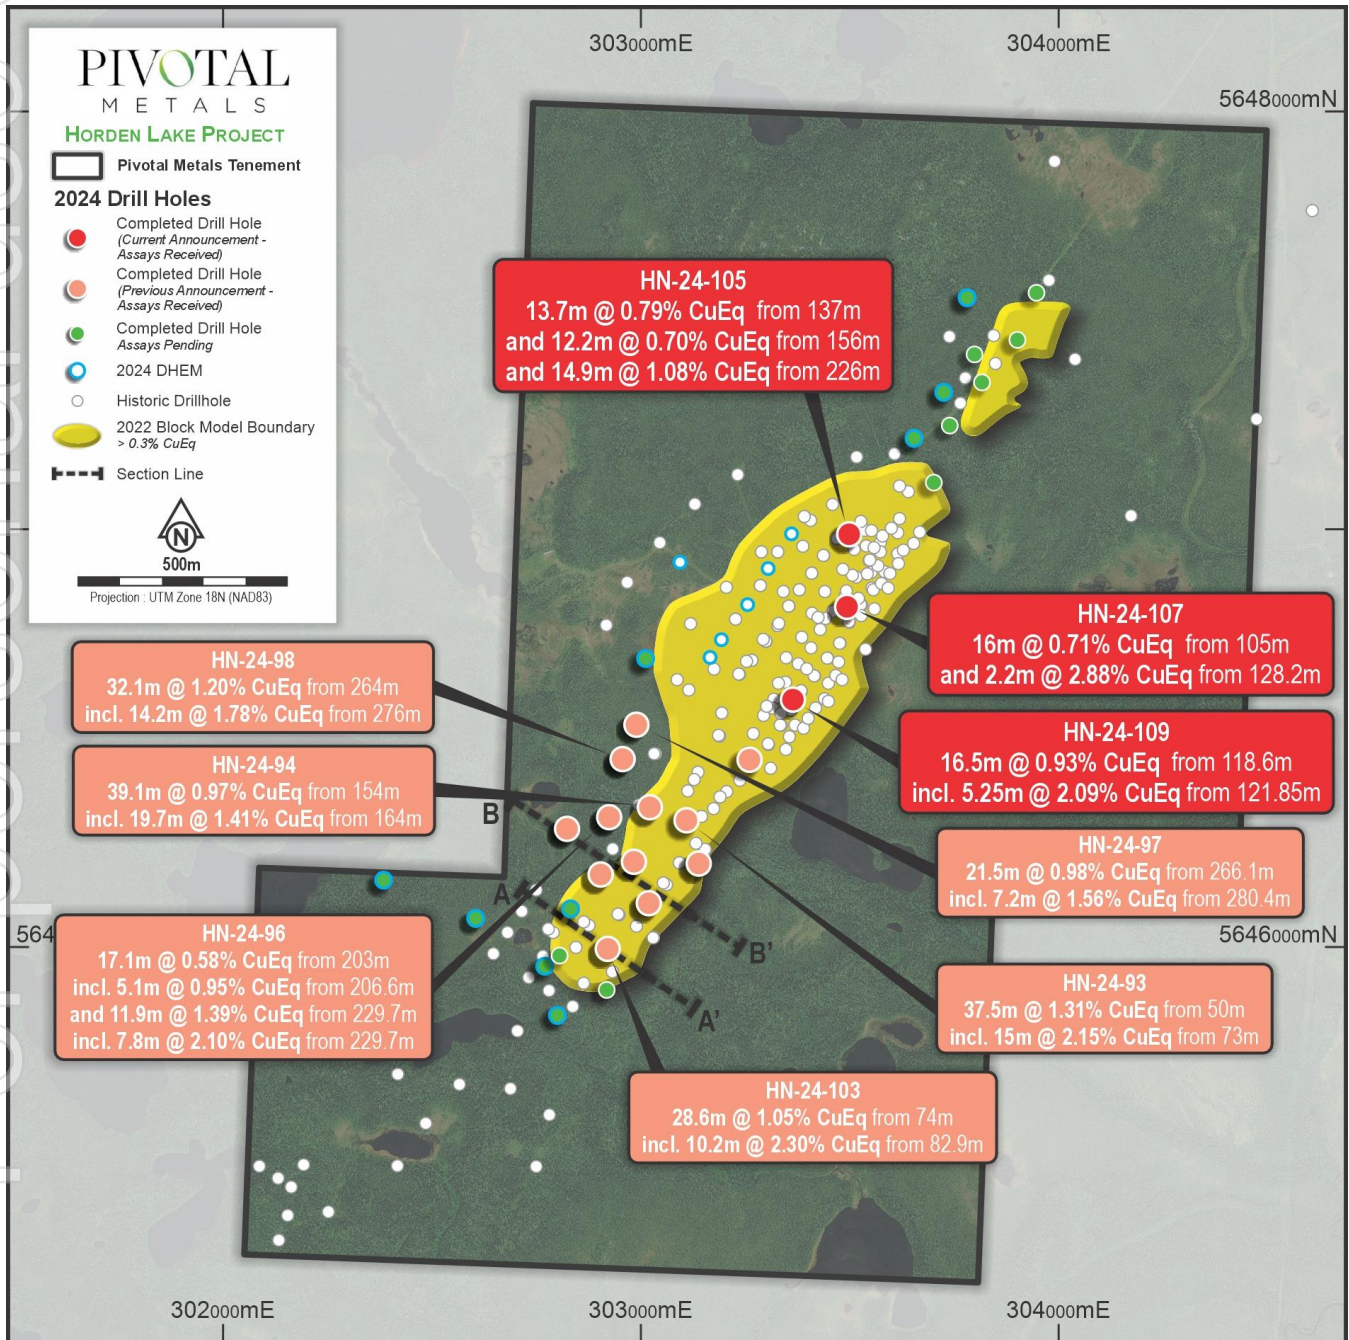 303000mE
304000mE
5648000mN
PIVOTAL
METALS
HORDEN LAKE PROJECT
Pivotal Metals Tenement
2024 Drill Holes
Completed Drill Hole
(Current Announcement -
Assays Received)
Completed Drill Hole
(Previous Announcement -
Assays Received)
Completed Drill Hole
Assays Pending
2024 DHEM
Historic Drillhole
2022 Block Model Boundary
> 0.3% CuEq
Section Line
N
500m
Projection : UTM Zone 18N (NAD83)
HN-24-105
13.7m @ 0.79% CuEq from 137m
and 12.2m @ 0.70% CuEq from 156m
and 14.9m @ 1.08% CuEq from 226m
HN-24-107
16m @ 0.71% CuEq from 105m
and 2.2m @ 2.88% CuEq from 128.2m
HN-24-98
32.1m @ 1.20% CuEq from 264m
incl. 14.2m @ 1.78% CuEq from 276m
HN-24-109
16.5m @ 0.93% CuEq from 118.6m
incl. 5.25m @ 2.09% CuEq from 121.85m
HN-24-94
39.1m @ 0.97% CuEq from 154m
incl. 19.7m @ 1.41% CuEq from 164m
B
HN-24-97
21.5m @ 0.98% CuEq from 266.1m
incl. 7.2m @ 1.56% CuEq from 280.4m
A
HN-24-96
17.1m @ 0.58% CuEq from 203m
incl. 5.1m @ 0.95% CuEq from 206.6m
and 11.9m @ 1.39% CuEq from 229.7m
incl. 7.8m @ 2.10% CuEq from 229.7m
564
5646000mN
B'
A'
HN-24-93
37.5m @ 1.31% CuEq from 50m
incl. 15m @ 2.15% CuEq from 73m
HN-24-103
28.6m @ 1.05% CuEq from 74m
incl. 10.2m @ 2.30% CuEq from 82.9m
302000mE
303000mE
304000mE